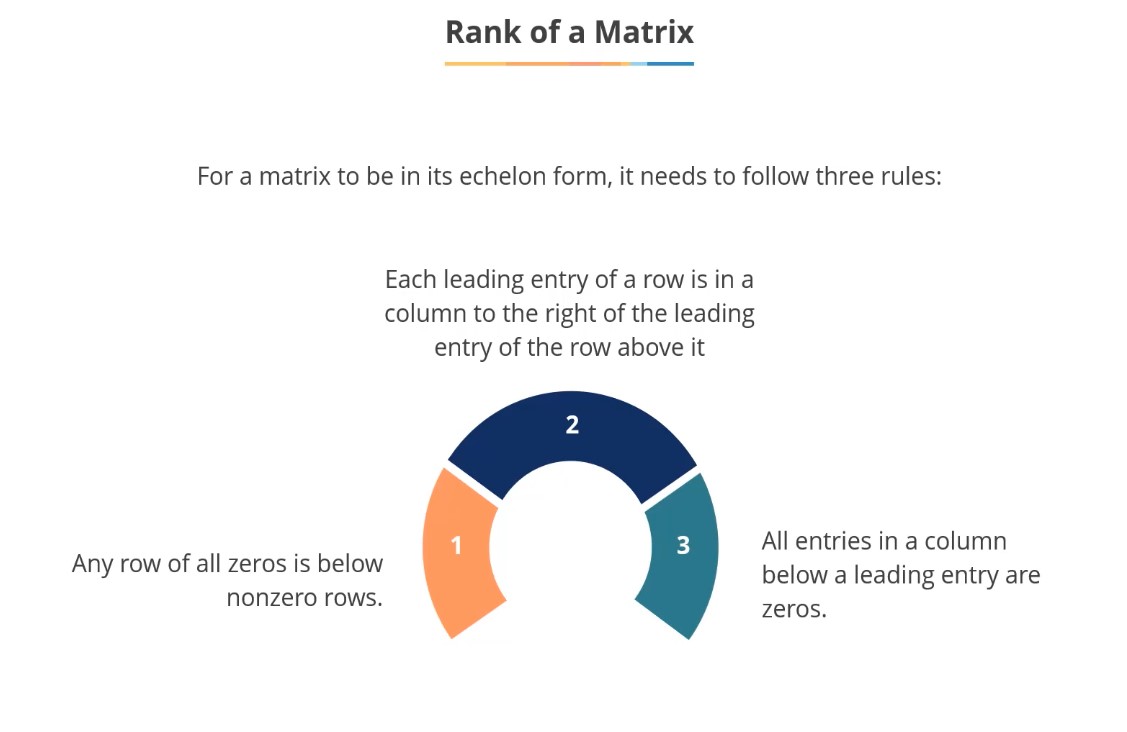 Rank of a Matrix
For a matrix to be in its echelon form, it needs to follow three rules:
Each leading entry of a row is in a
column to the right of the leading
entry of the row above it
2
1
3
Any row of all zeros is below
nonzero rows.
All entries in a column
below a leading entry are
zeros.